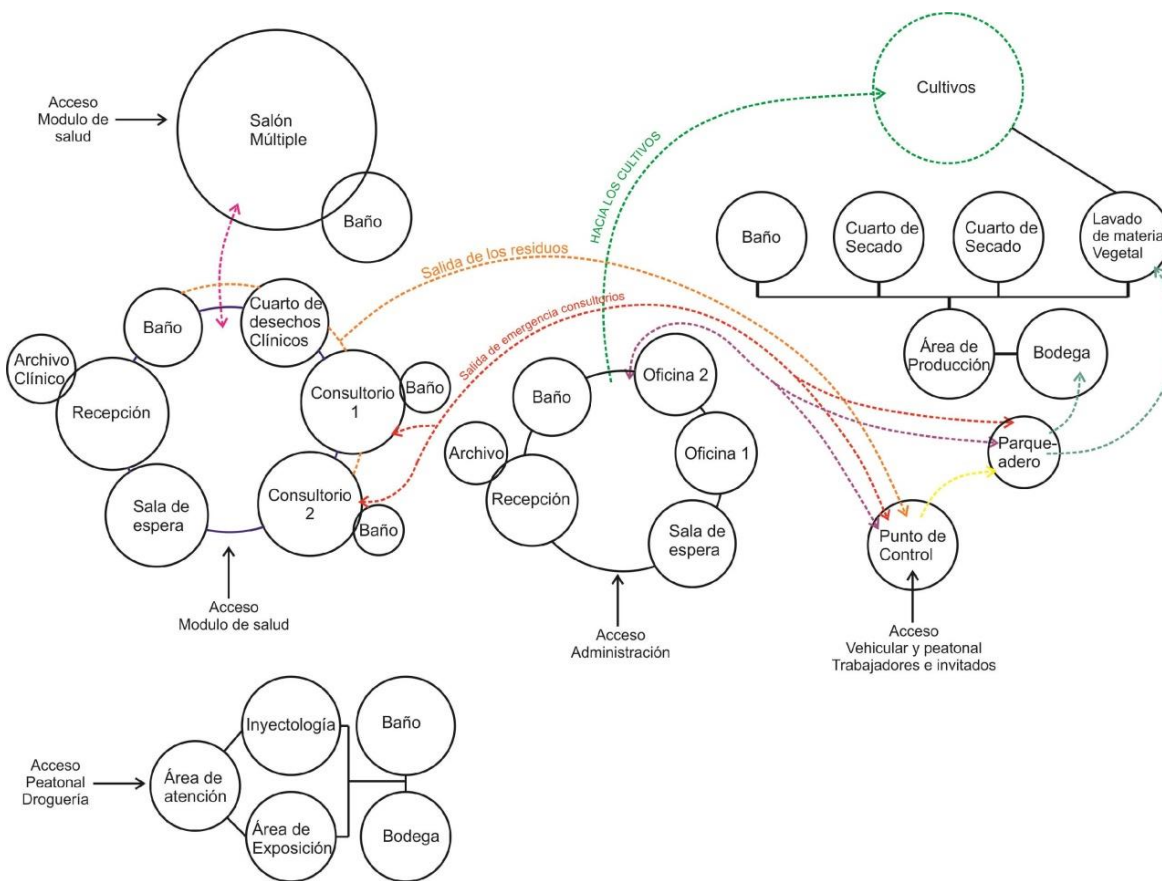 Acceso
Modulo de
salud
Salón
Múltiple
Baño
Cultivos
HACIA LOS CULTIVOS
Baño
Cuarto de
Secado
Cuarto de
Secado
Lavado
de materia
Vegetal
Salida de los residuos
Salida de emergencia consultorios
Baño
Cuarto de
desechos
Clínicos
Archivo
Clínico
Recepción
Consultorio
1
Baño
Sala de
espera
Consultorio
2
Baño
Acceso
Modulo de salud
Baño
Oficina 2
Archivo
Oficina 1
Recepción
Sala de
espera
Acceso
Administración
Área de
Producción
Bodega
Parque-
adero
Punto de
Control
Acceso
Vehicular y peatonal
Trabajadores e invitados
Acceso
Peatonal
Droguería
Área de
atención
Inyectología
Baño
Área de
Exposición
Bodega